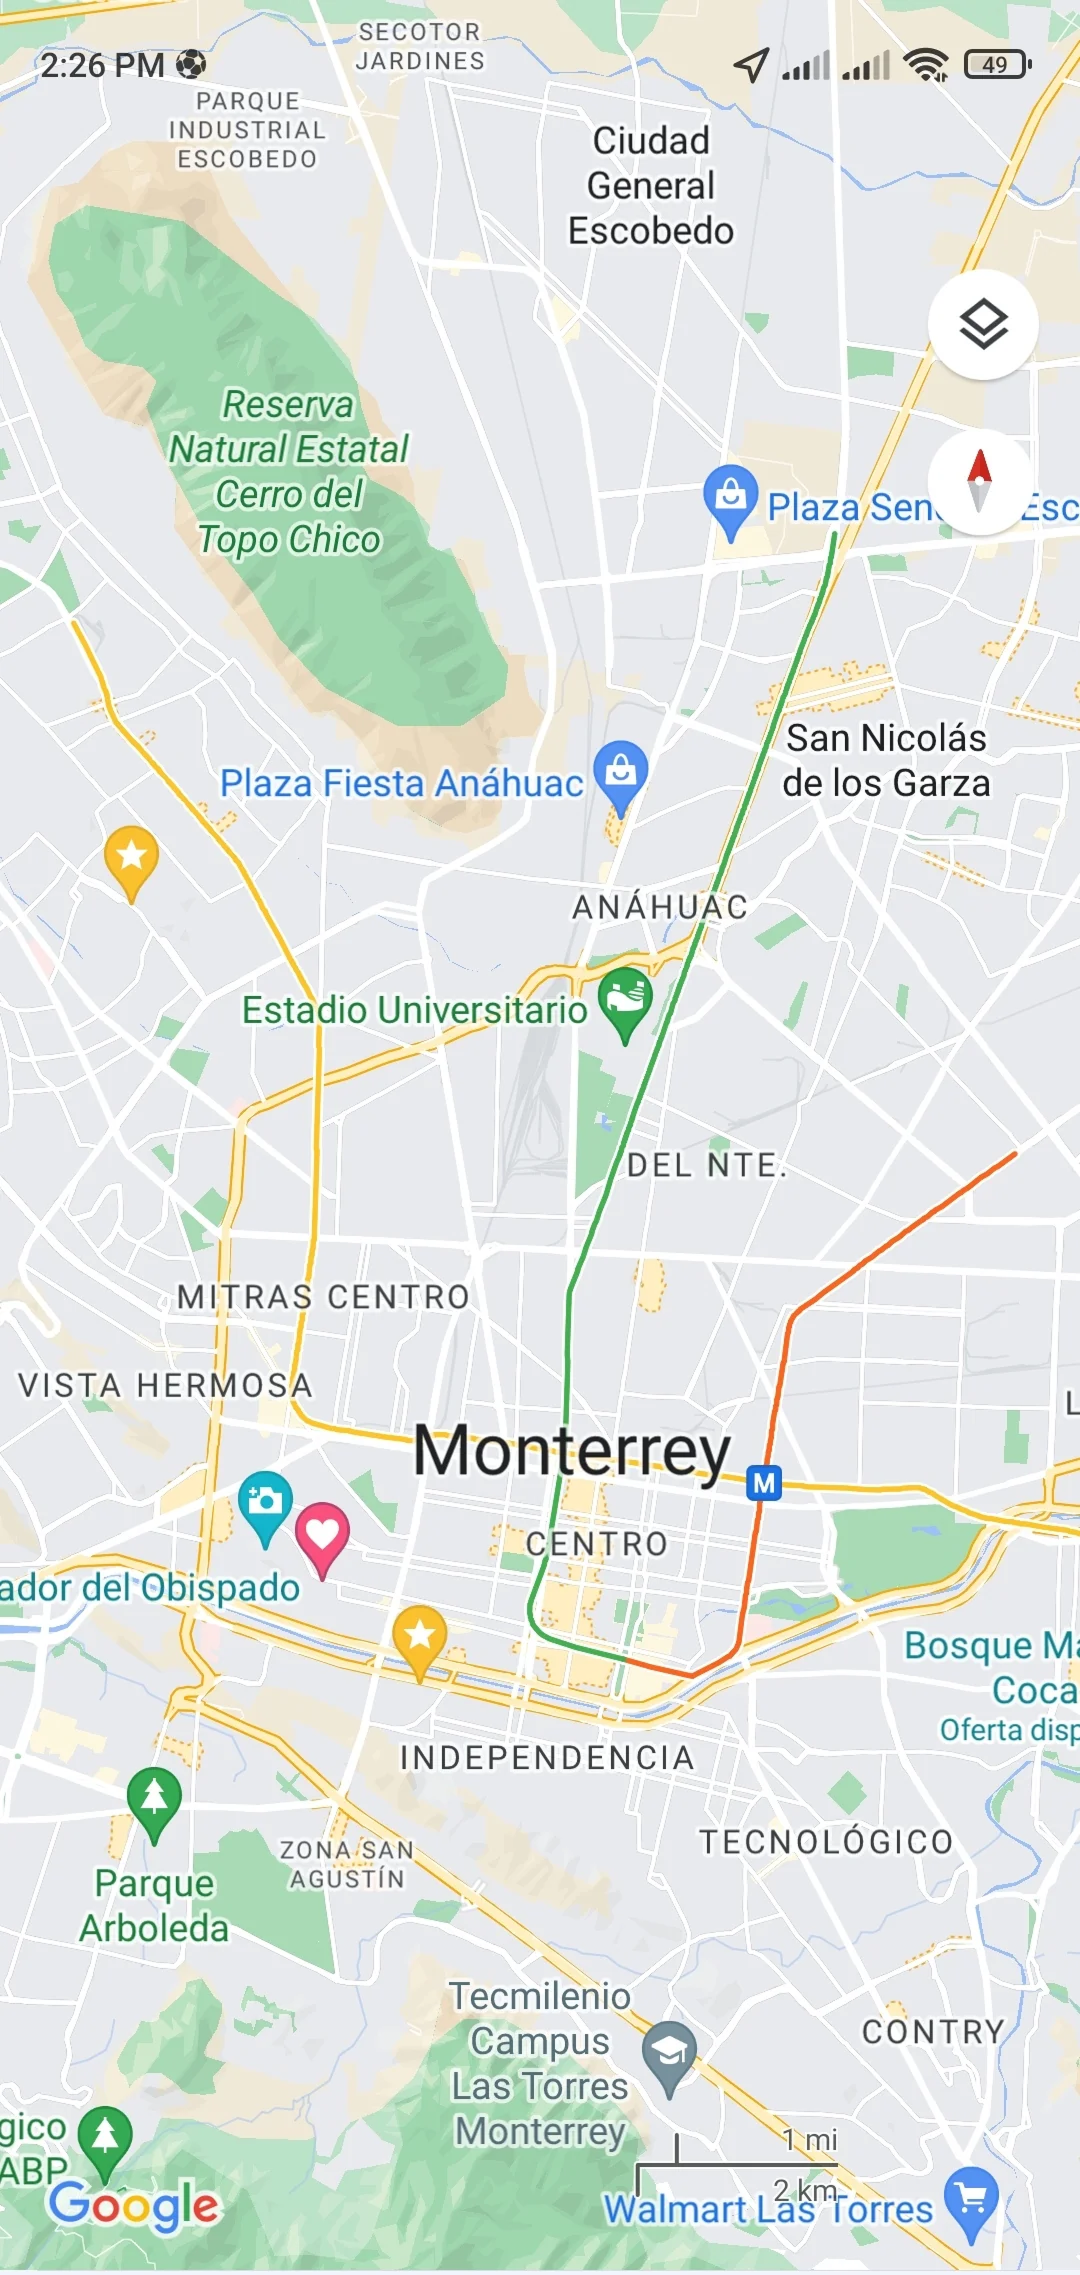 2:26 PM
49
SECOTOR
JARDINES
PARQUE
INDUSTRIAL
ESCOBEDO
Ciudad
General
Escobedo
Reserva
Natural Estatal
Cerro del
Topo Chico
Plaza Sen
Esc
San Nicolás
de los Garza
Plaza Fiesta Anáhuac
ANÁHUAC
Estadio Universitario
DEL NTE.
MITRAS CENTRO
VISTA HERMOSA
L
Monterrey
M
CENTRO
ador del Obispado
Bosque Ma
Coca
Oferta disp
INDEPENDENCIA
TECNOLÓGICO
ZONA SAN
AGUSTÍN
Parque
Arboleda
Tecmilenio
Campus
Las Torres
Monterrey
CONTRY
gico
ABP
Google
1 mi
2 km
Walmart Las Torres